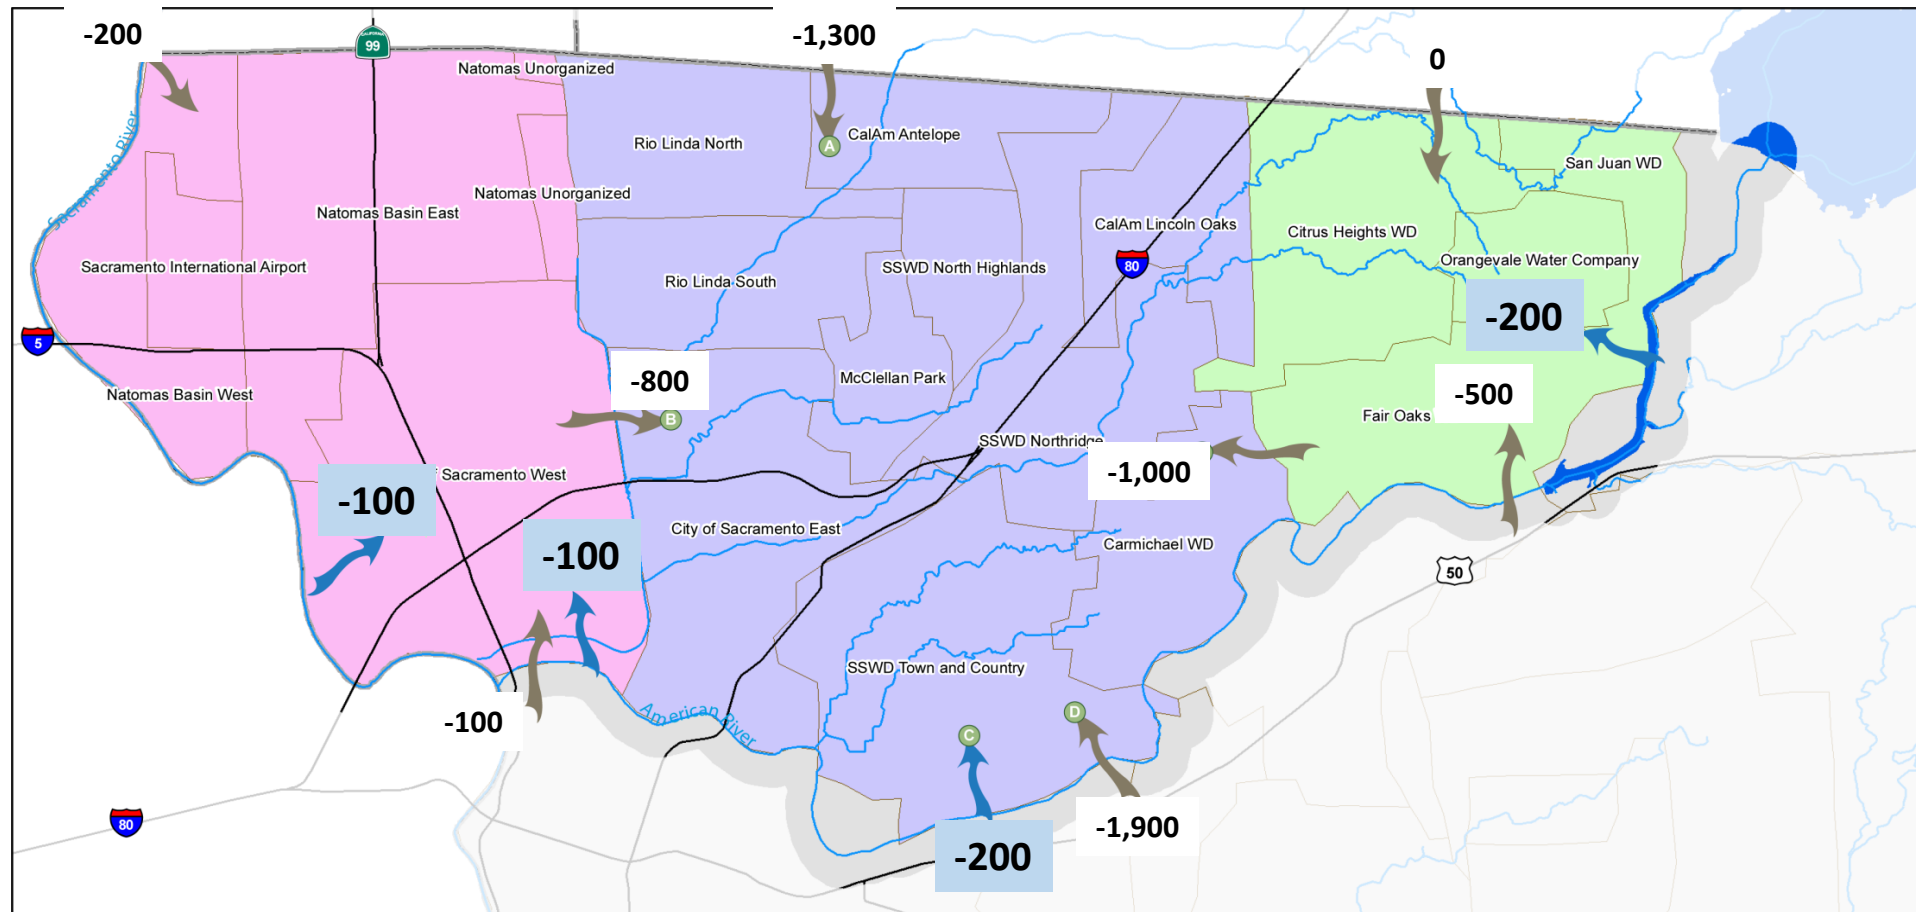 -200
CALIFORNIA
99
-1,300
0
Natomas Unorganized
Rio Linda North
A
CalAm Antelope
San Juan WD
Sacramento River
Natomas Unorganized
Natomas Basin East
CalAm Lincoln Oaks
Citrus Heights WD
Sacramento International Airport
Rio Linda South
SSWD North Highlands
80
Orangevale Water Company
-200
5
Natomas Basin West
-800
McClellan Park
-500
B
Fair Oaks
SSWD Northridge
-1,000
Sacramento West
-100
City of Sacramento East
-100
Carmichael WD
50
SSWD Town and Country
American River
-100
D
C
80
-1,900
-200